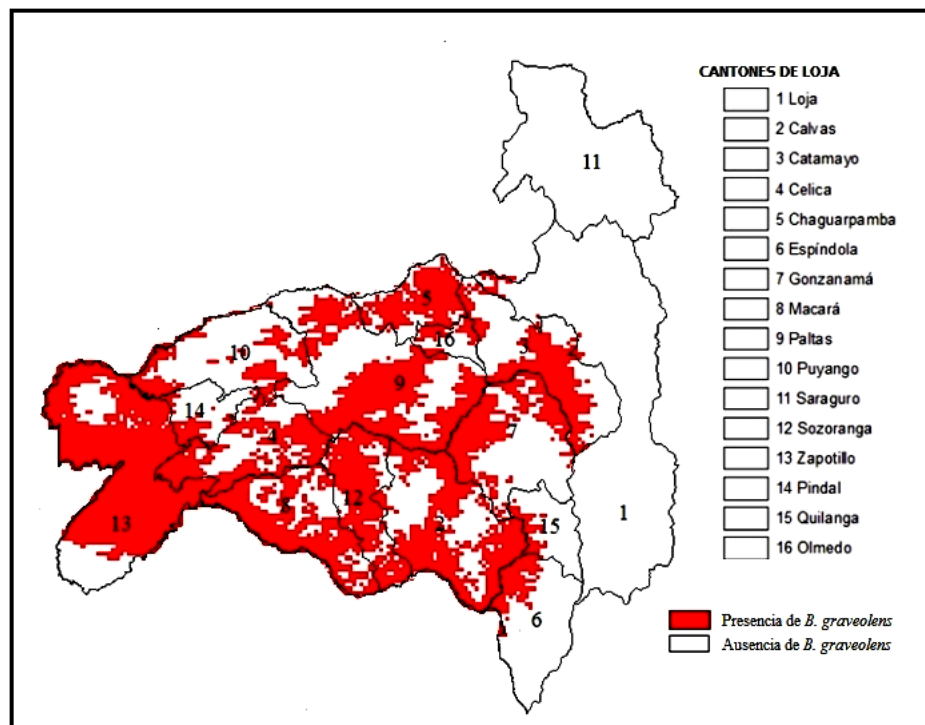 CANTONES DE LOJA
1 Loja
2 Calvas
3 Catamayo
4 Celica
5 Chaguarpamba
6 Espíndola
7 Gonzanamá
8 Macará
9 Paltas
10 Puyango
11 Saraguro
12 Sozoranga
13 Zapotillo
14 Pindal
15 Quilanga
16 Olmedo
Presencia de B. graveolens
Ausencia de B. graveolens
11
5
16
3
10
9
14
4
7
8
12
2
15
13
1
6